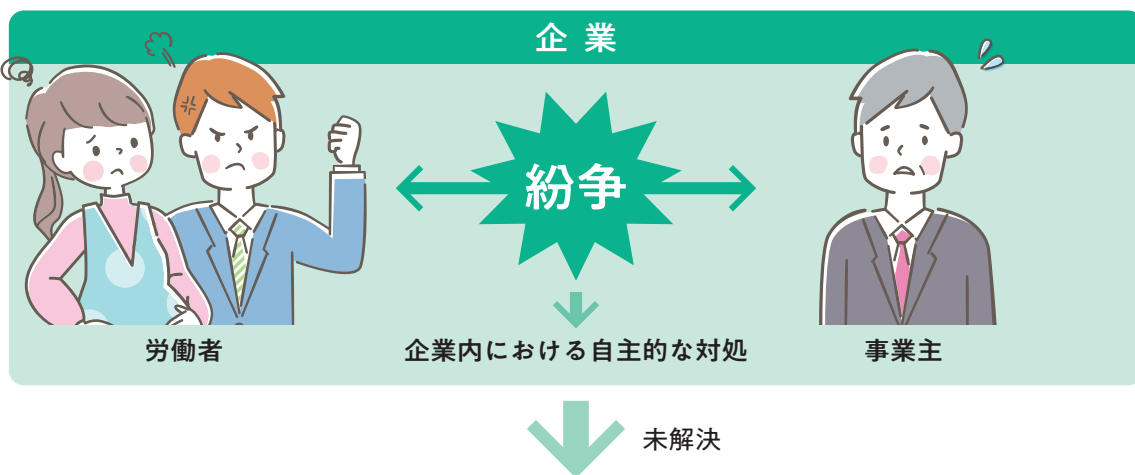 企業
紛争
労働者
企業内における自主的な対処
事業主
未解決